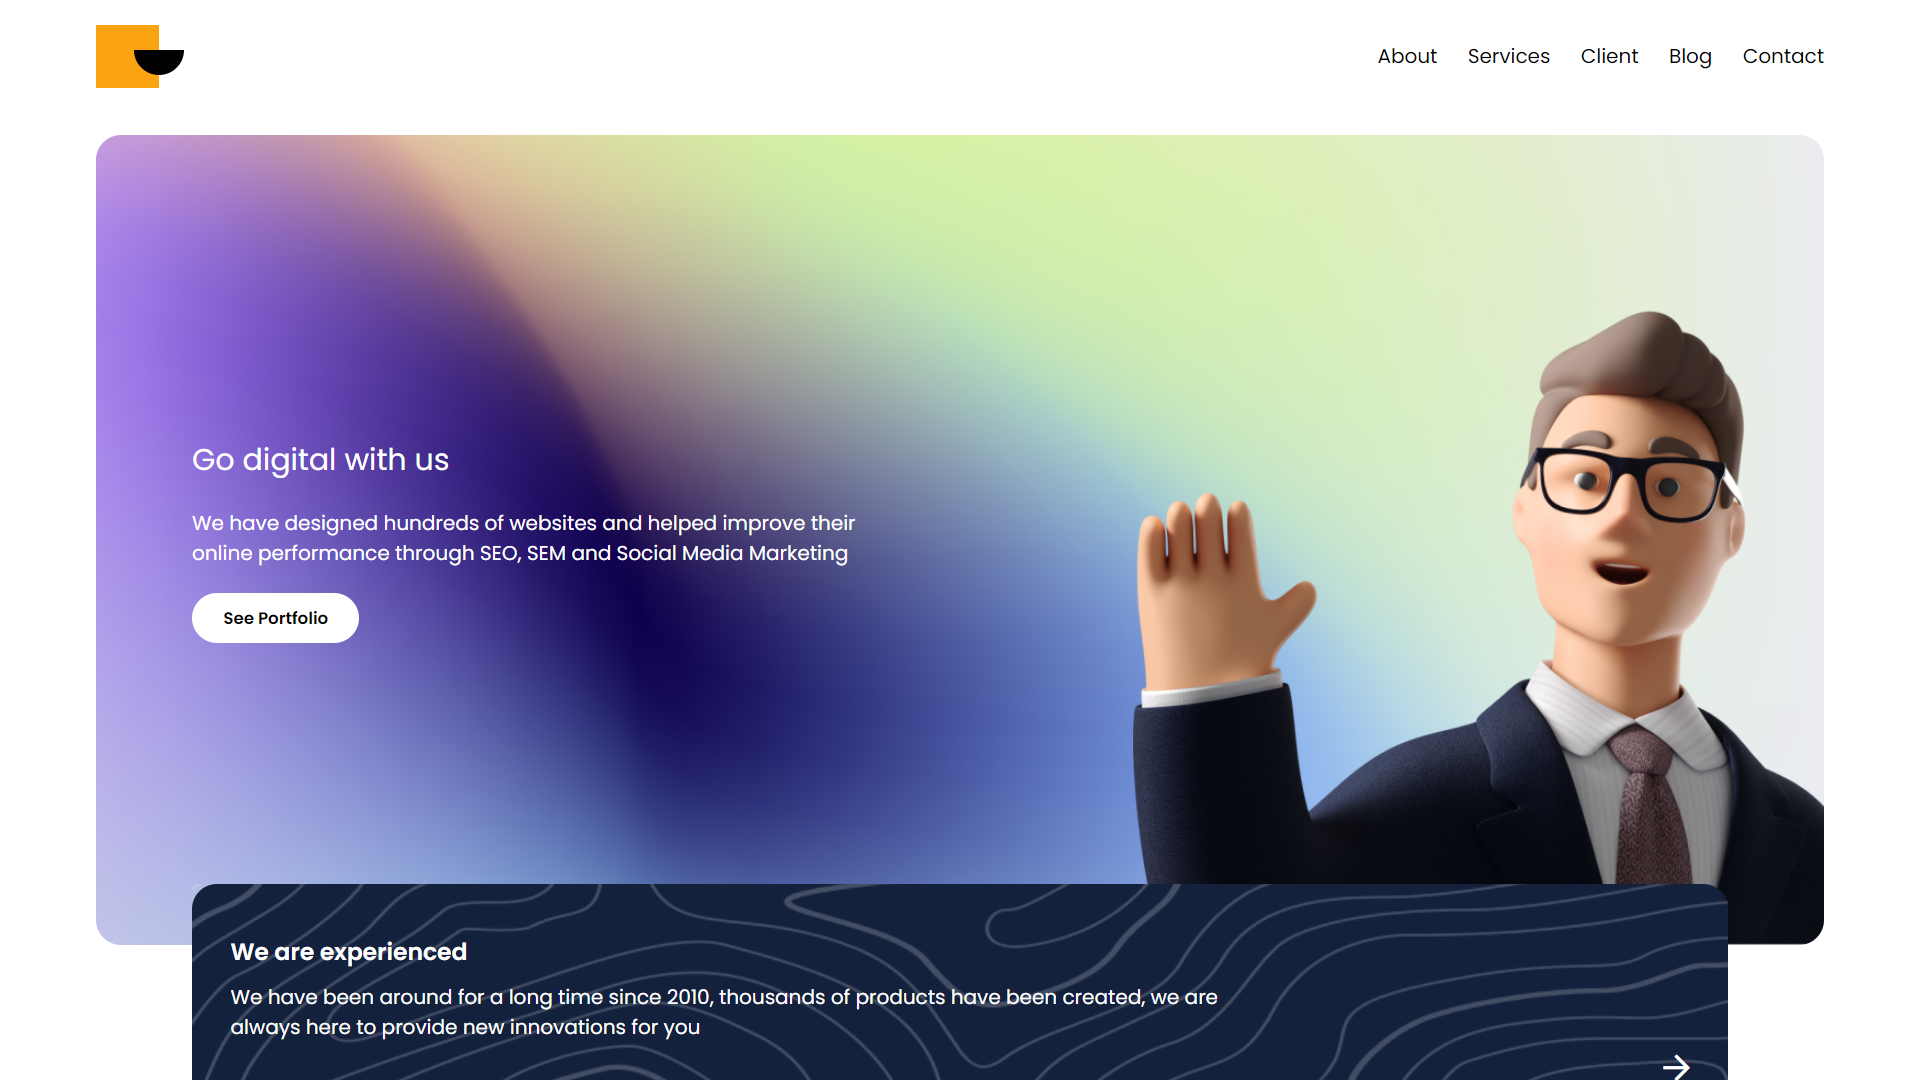 About Services Client Blog Contact
Go digital with us
We have designed hundreds of websites and helped improve their
online performance through SEO, SEM and Social Media Marketing
See Portfolio
We are experienced
We have been around for a long time since 2010, thousands of products have been created, we are
always here to provide new innovations for you